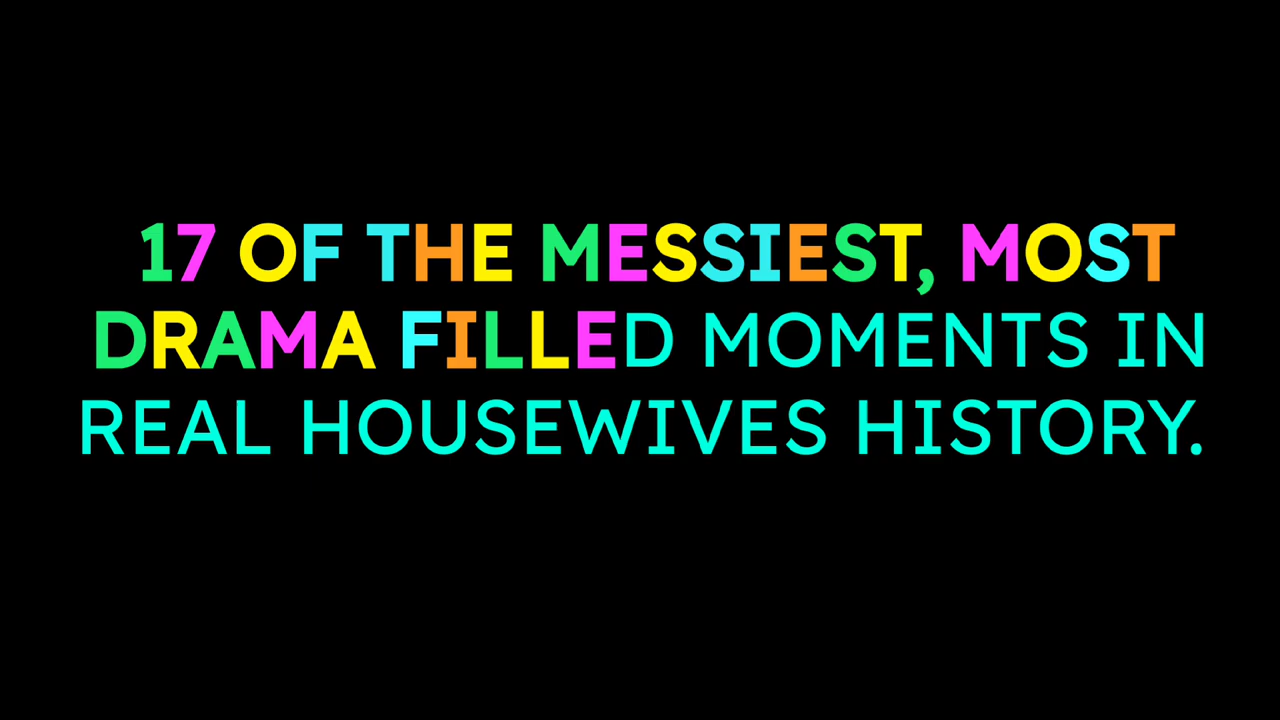 17 OF THE MESSIEST, MOST
DRAMA FILLED MOMENTS IN
REAL HOUSEWIVES HISTORY.